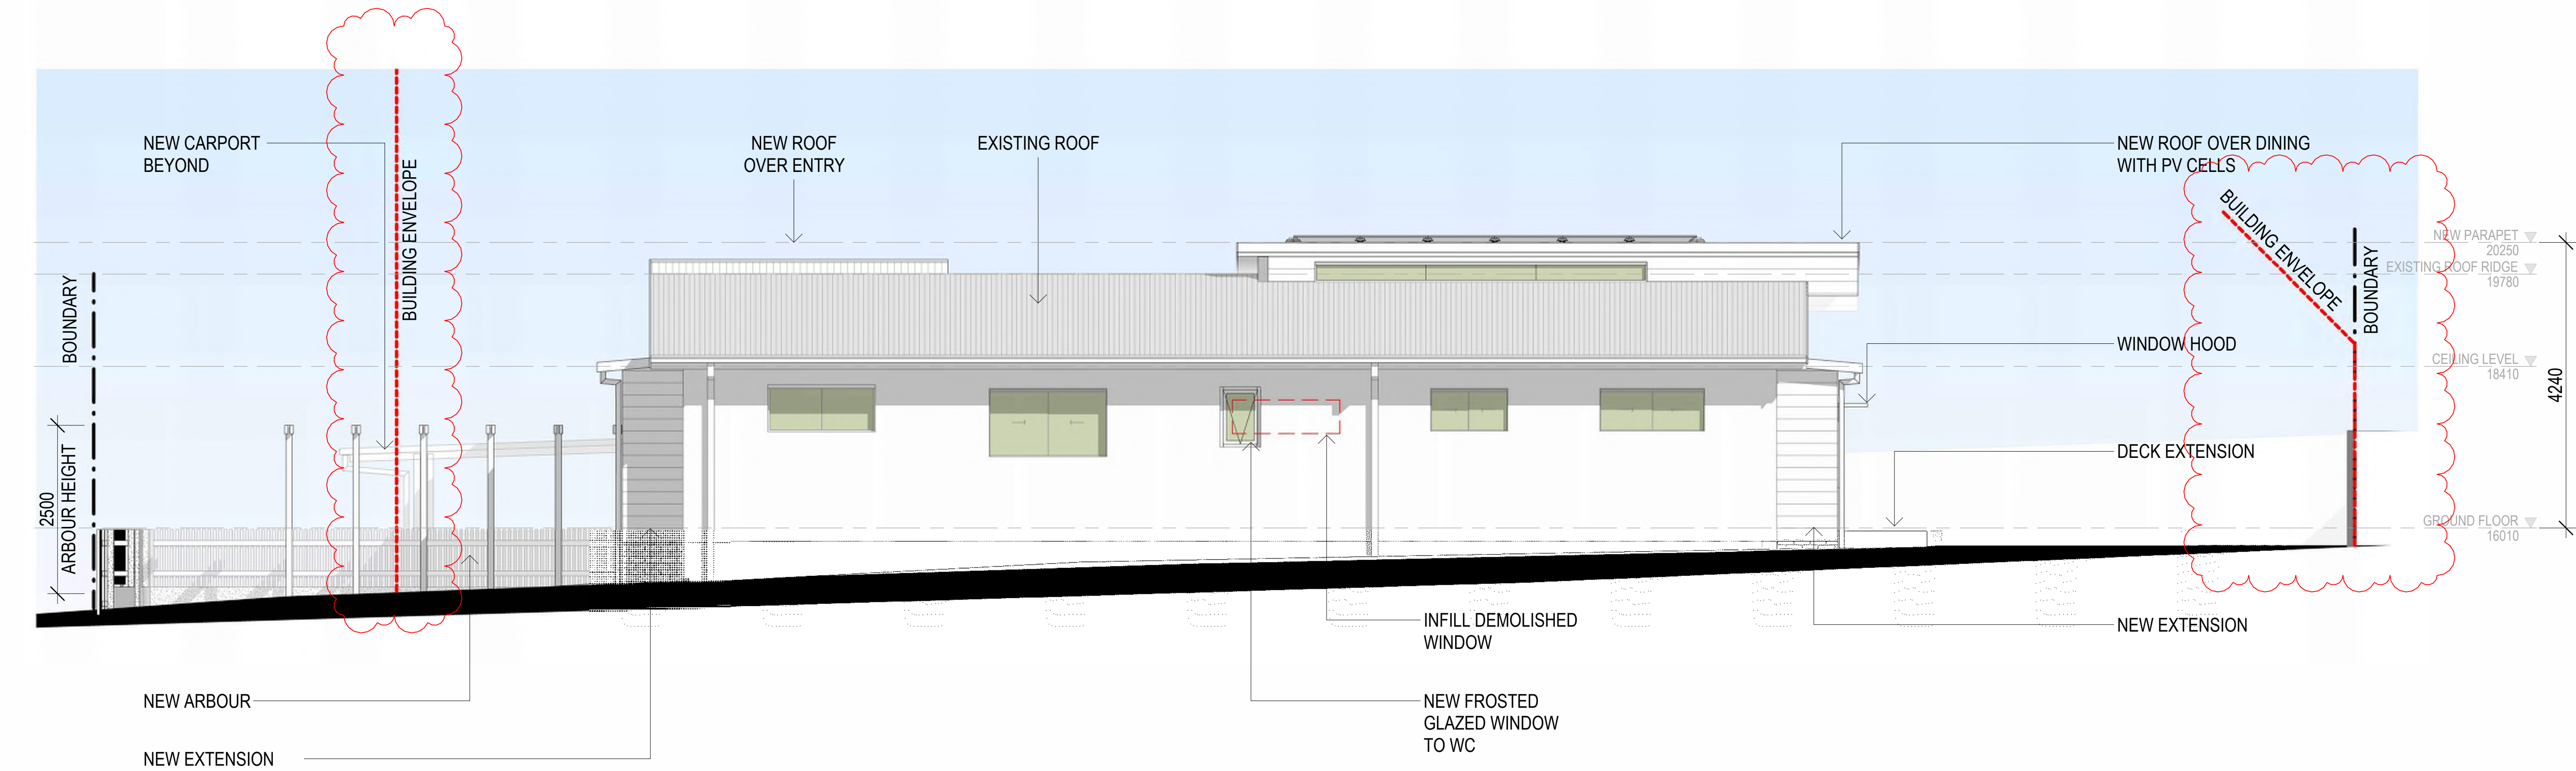 NEW CARPORT
BEYOND
BUILDING ENVELOPE
NEW ROOF
OVER ENTRY
EXISTING ROOF
NEW ROOF OVER DINING
WITH PV CELLS
BUILDING ENVELOPE
BOUNDARY
NEW PARAPET
20250
EXISTING ROOF RIDGE
19780
BOUNDARY
WINDOW HOOD
CEILING LEVEL
18410
4240
2500
ARBOUR HEIGHT
DECK EXTENSION
GROUND FLOOR
16010
INFILL DEMOLISHED
WINDOW
NEW EXTENSION
NEW ARBOUR
NEW FROSTED
GLAZED WINDOW
TO WC
NEW EXTENSION